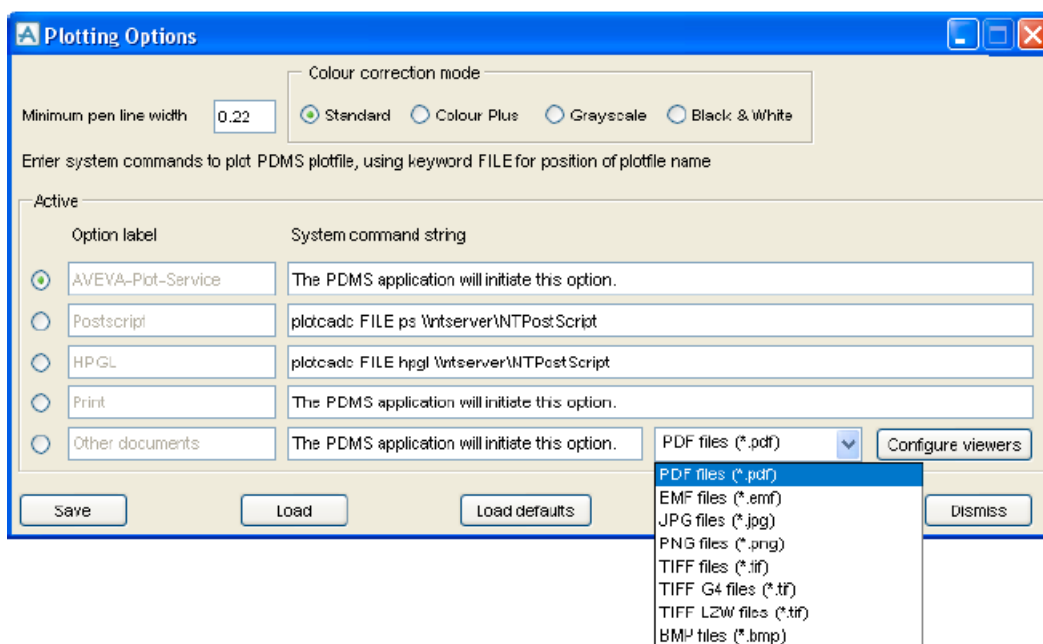 Plotting Options
Colour correction mode
Minimum pen line width 0.22 Standard Colour Plus Grayscale Black & White
Enter system commands to plot PDMS plotfile, using keyword FILE for position of plotfile name
Active
Option label System command string
AVEVA-Plot-Service The PDMS application will initiate this option.
Postscript plotcadc FILE ps \\ntserver\NTPostScript
HPGL plotcadc FILE hpgl \\ntserver\NTPostScript
Print The PDMS application will initiate this option.
Other documents The PDMS application will initiate this option. PDF files (*.pdf) Configure viewers
PDF files (*.pdf)
Save Load Load defaults Dismiss
EMF files (*.emf)
JPG files (*.jpg)
PNG files (*.png)
TIFF files (*.tif)
TIFF G4 files (*.tif)
TIFF LZW files (*.tif)
BMP files (*.bmp)